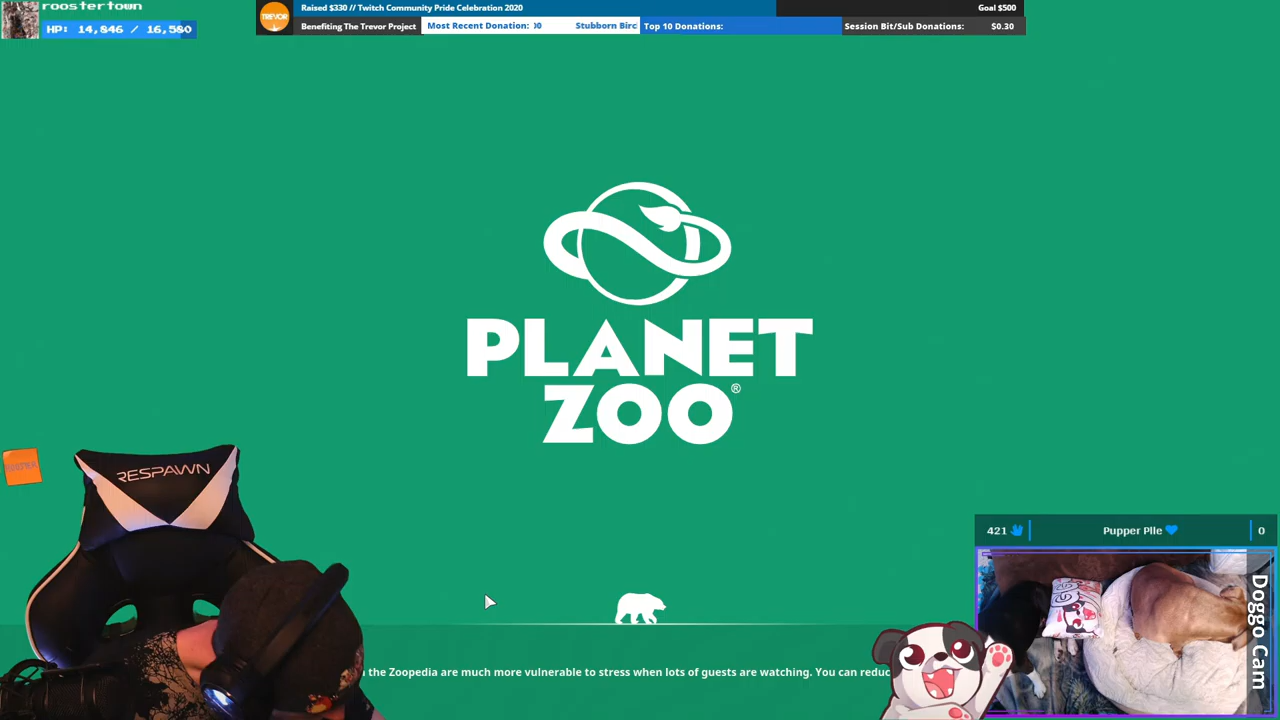 roostertown
HP: 14,846 / 16,580
TREVOR
Raised $330 // Twitch Community Pride Celebration 2020
Goal $500
Benefiting The Trevor Project
Most Recent Donation:
Stubborn Birc
Top 10 Donations:
Session Bit/Sub Donations:
$0.30
PLANET
ZOO®
RESPAWN
421
Pupper PIle
0
Doggo Cam
the Zoopedia are much more vulnerable to stress when lots of guests are watching. You can reduc